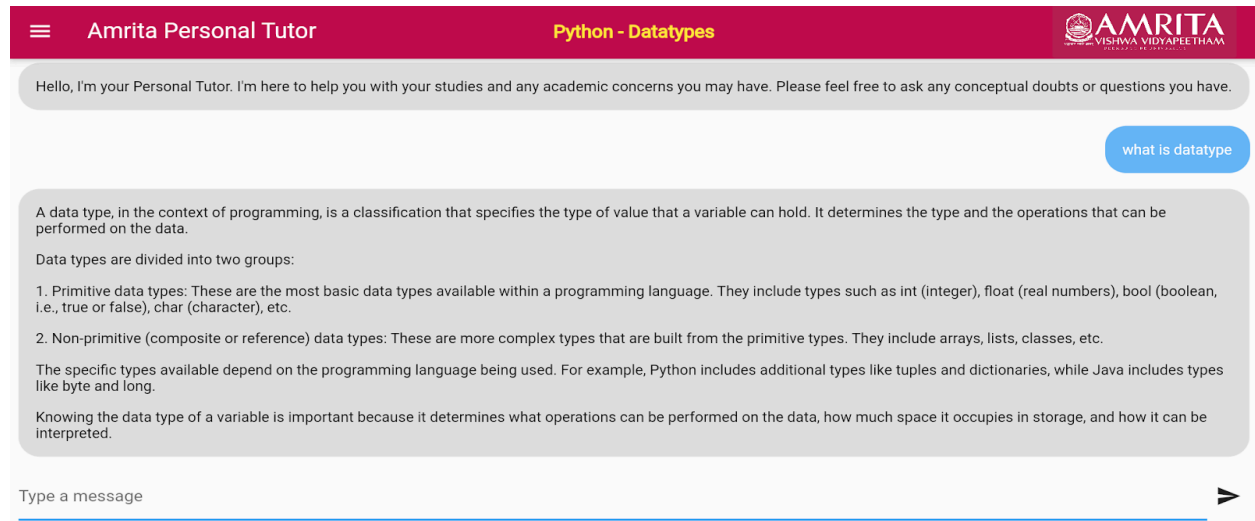 Amrita Personal Tutor
Python - Datatypes
AMRITA
VISHWA VIDYAPEETHAM
Hello, I'm your Personal Tutor. I'm here to help you with your studies and any academic concerns you may have. Please feel free to ask any conceptual doubts or questions you have.
what is datatype
A data type, in the context of programming, is a classification that specifies the type of value that a variable can hold. It determines the type and the operations that can be
performed on the data.
Data types are divided into two groups:
1. Primitive data types: These are the most basic data types available within a programming language. They include types such as int (integer), float (real numbers), bool (boolean,
i.e., true or false), char (character), etc.
2. Non-primitive (composite or reference) data types: These are more complex types that are built from the primitive types. They include arrays, lists, classes, etc.
The specific types available depend on the programming language being used. For example, Python includes additional types like tuples and dictionaries, while Java includes types
like byte and long.
Knowing the data type of a variable is important because it determines what operations can be performed on the data, how much space it occupies in storage, and how it can be
interpreted.
Type a message